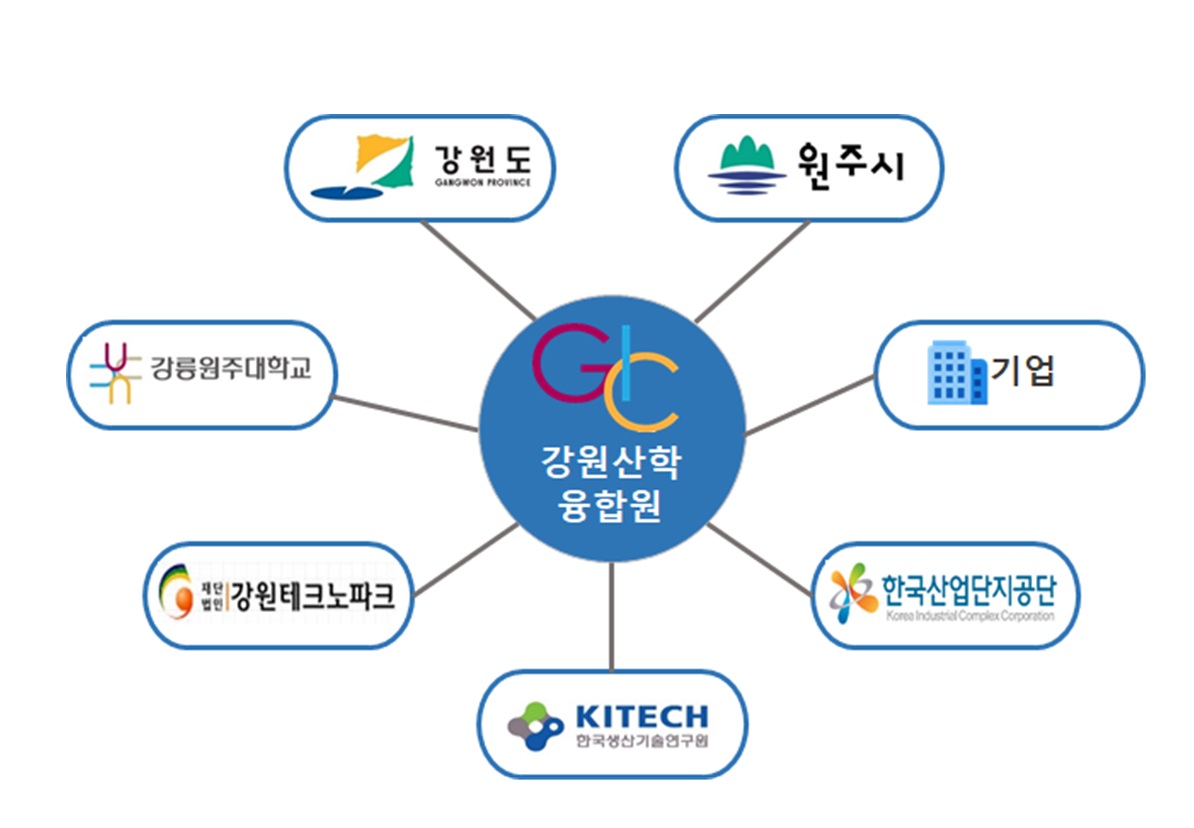 강원도
GANGWON PROVINCE
원주시
강릉원주대학교
기업
GIC
강원산학
융합원
재단
법인
강원테크노파크
한국산업단지공단
Korea Industrial Complex Corporation
KITECH
한국생산기술연구원